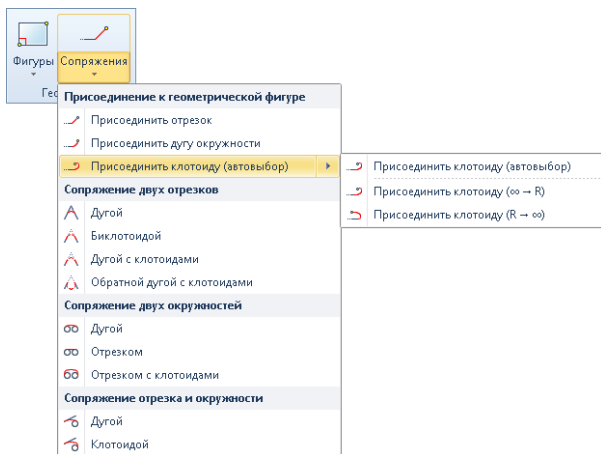 Фигуры Сопряжения
Гес
Присоединение к геометрической фигуре
Присоединить отрезок
Присоединить дугу окружности
Присоединить клотоиду (автовыбор)
Присоединить клотоиду (автовыбор)
Присоединить клотоиду (∞ → R)
Присоединить клотоиду (R → ∞)
Сопряжение двух отрезков
Дугой
Биклотоидой
Дугой с клотоидами
Обратной дугой с клотоидами
Сопряжение двух окружностей
Дугой
Отрезком
Отрезком с клотоидами
Сопряжение отрезка и окружности
Дугой
Клотоидой